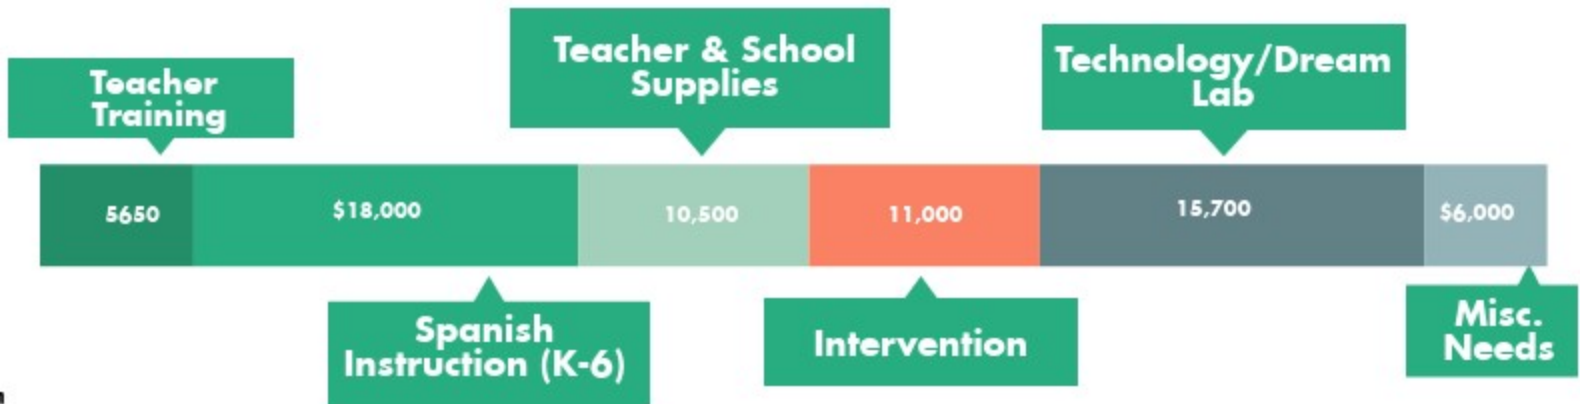 Teacher
Training
Teacher & School
Supplies
Technology/Dream
Lab
5650
$18,000
10,500
11,000
15,700
$6,000
Spanish
Instruction (K-6)
Intervention
Misc.
Needs